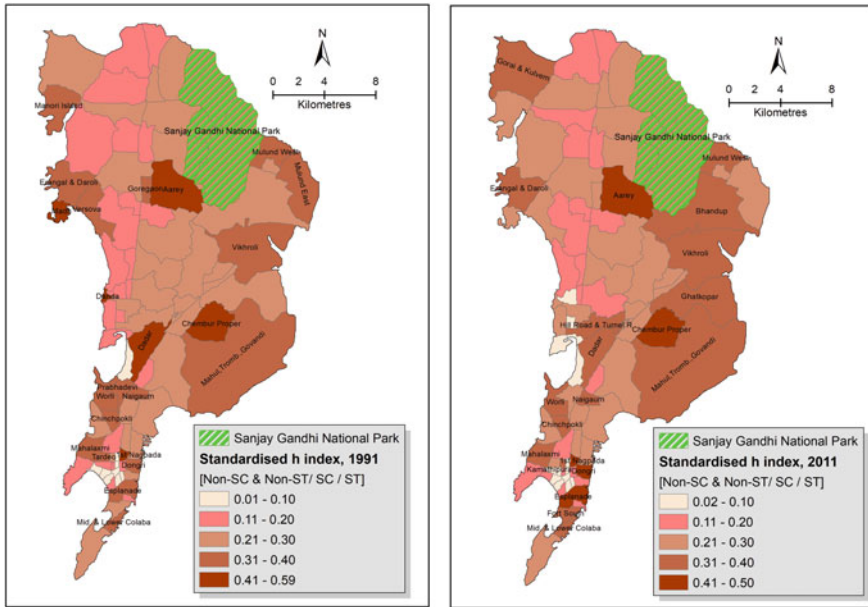 N
0 4 8
Kilometres
Manori Island
Sanjay Gandhi National Park
Mulund West
Mulund East
Erangal & Daroli
Goregaon
Aarey
Versova
Vikhroli
Danda
Chembur Proper
Dadar
Mahul,Tromb.,Govandi
Prabhadevi
Worli
Naigaum
Chinchpokli
Mahalaxmi
Tardeo
1st Nagpada
Dongri
Esplanade
Mid. & Lower Colaba
Sanjay Gandhi National Park
Standardised h index, 1991
[Non-SC & Non-ST/ SC / ST]
0.01 - 0.10
0.11 - 0.20
0.21 - 0.30
0.31 - 0.40
0.41 - 0.59
N
0 4 8
Kilometres
Gorai & Kulvem
Sanjay Gandhi National Park
Mulund West
Erangal & Daroli
Aarey
Bhandup
Vikhroli
Ghatkopar
Hill Road & Turner R
Chembur Proper
Dadar
Mahul,Tromb.,Govandi
Worli
Naigaum
Chinchpokli
Mahalaxmi
1st Nagpada
Kamathipura
Dongri
Esplanade
Fort South
Mid. & Lower Colaba
Sanjay Gandhi National Park
Standardised h index, 2011
[Non-SC & Non-ST/ SC / ST]
0.02 - 0.10
0.11 - 0.20
0.21 - 0.30
0.31 - 0.40
0.41 - 0.50